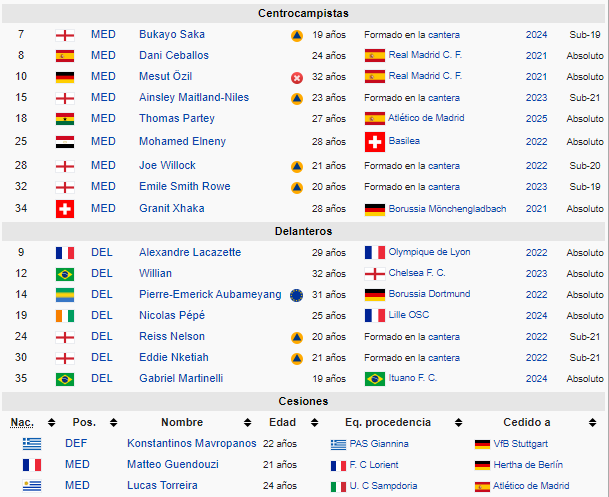 Centrocampistas
7 MED Bukayo Saka 19 años Formado en la cantera 2024 Sub-19
8 MED Dani Ceballos 24 años Real Madrid C. F. 2021 Absoluto
10 MED Mesut Özil 32 años Real Madrid C. F. 2021 Absoluto
15 MED Ainsley Maitland-Niles 23 años Formado en la cantera 2023 Sub-21
18 MED Thomas Partey 27 años Atlético de Madrid 2025 Absoluto
25 MED Mohamed Elneny 28 años Basilea 2022 Absoluto
28 MED Joe Willock 21 años Formado en la cantera 2022 Sub-20
32 MED Emile Smith Rowe 20 años Formado en la cantera 2023 Sub-19
34 MED Granit Xhaka 28 años Borussia Mönchengladbach 2021 Absoluto
Delanteros
9 DEL Alexandre Lacazette 29 años Olympique de Lyon 2022 Absoluto
12 DEL Willian 32 años Chelsea F. C. 2023 Absoluto
14 DEL Pierre-Emerick Aubameyang 31 años Borussia Dortmund 2022 Absoluto
19 DEL Nicolas Pépé 25 años Lille OSC 2024 Absoluto
24 DEL Reiss Nelson 20 años Formado en la cantera 2022 Sub-21
30 DEL Eddie Nketiah 21 años Formado en la cantera 2022 Sub-21
35 DEL Gabriel Martinelli 19 años Ituano F. C. 2024 Absoluto
Cesiones
Nac. Pos. Nombre Edad Eq. procedencia Cedido a
DEF Konstantinos Mavropanos 22 años PAS Giannina VfB Stuttgart
MED Matteo Guendouzi 21 años F. C Lorient Hertha de Berlín
MED Lucas Torreira 24 años U. C Sampdoria Atlético de Madrid